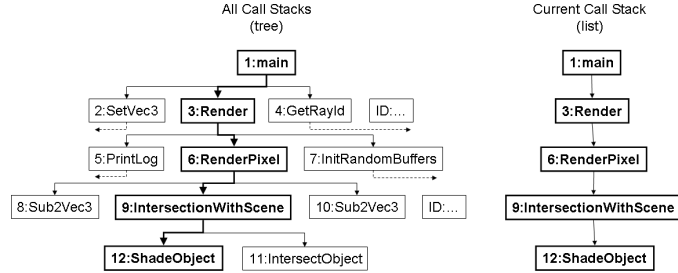 All Call Stacks
(tree)
Current Call Stack
(list)
1:main
1:main
2:SetVec3
3:Render
4:GetRayId
ID:...
3:Render
5:PrintLog
6:RenderPixel
7:InitRandomBuffers
6:RenderPixel
8:Sub2Vec3
9:IntersectionWithScene
10:Sub2Vec3
ID:...
9:IntersectionWithScene
12:ShadeObject
11:IntersectObject
12:ShadeObject